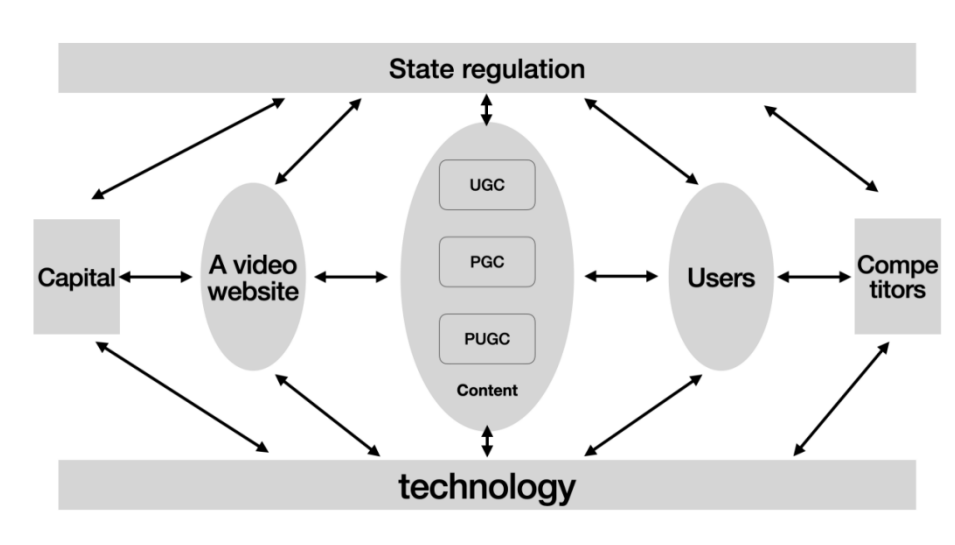 State regulation
UGC
PGC
PUGC
Content
Capital
A video
website
Users
Compe
titors
technology